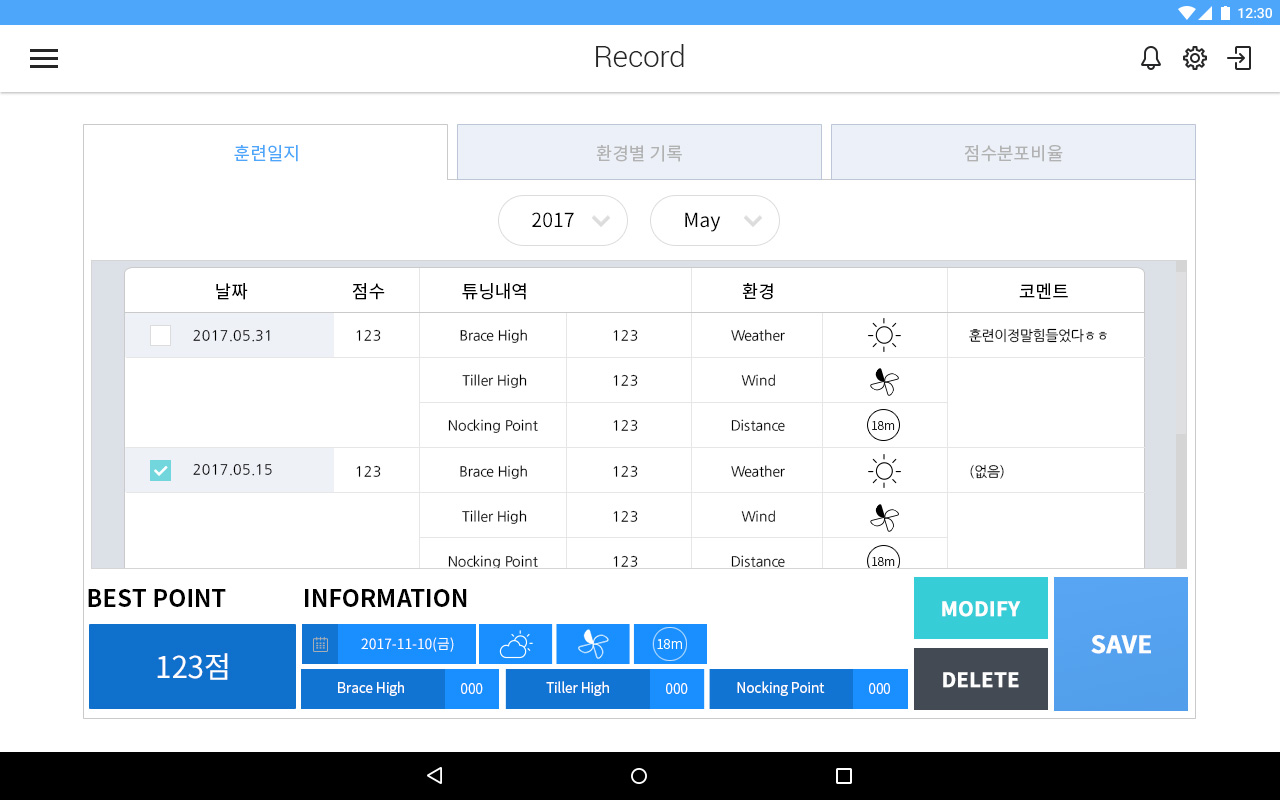 12:30
Record
훈련일지 환경별 기록 점수분포비율
2017 May
날짜 점수 튜닝내역 환경 코멘트
2017.05.31 123 Brace High 123 Weather 훈련이정말힘들었다ㅎㅎ
Tiller High 123 Wind
Nocking Point 123 Distance 18m
2017.05.15 123 Brace High 123 Weather (없음)
Tiller High 123 Wind
Nocking Point 123 Distance 18m
BEST POINT INFORMATION
MODIFY
SAVE
123점
2017-11-10(금) 18m
DELETE
Brace High 000 Tiller High 000 Nocking Point 000